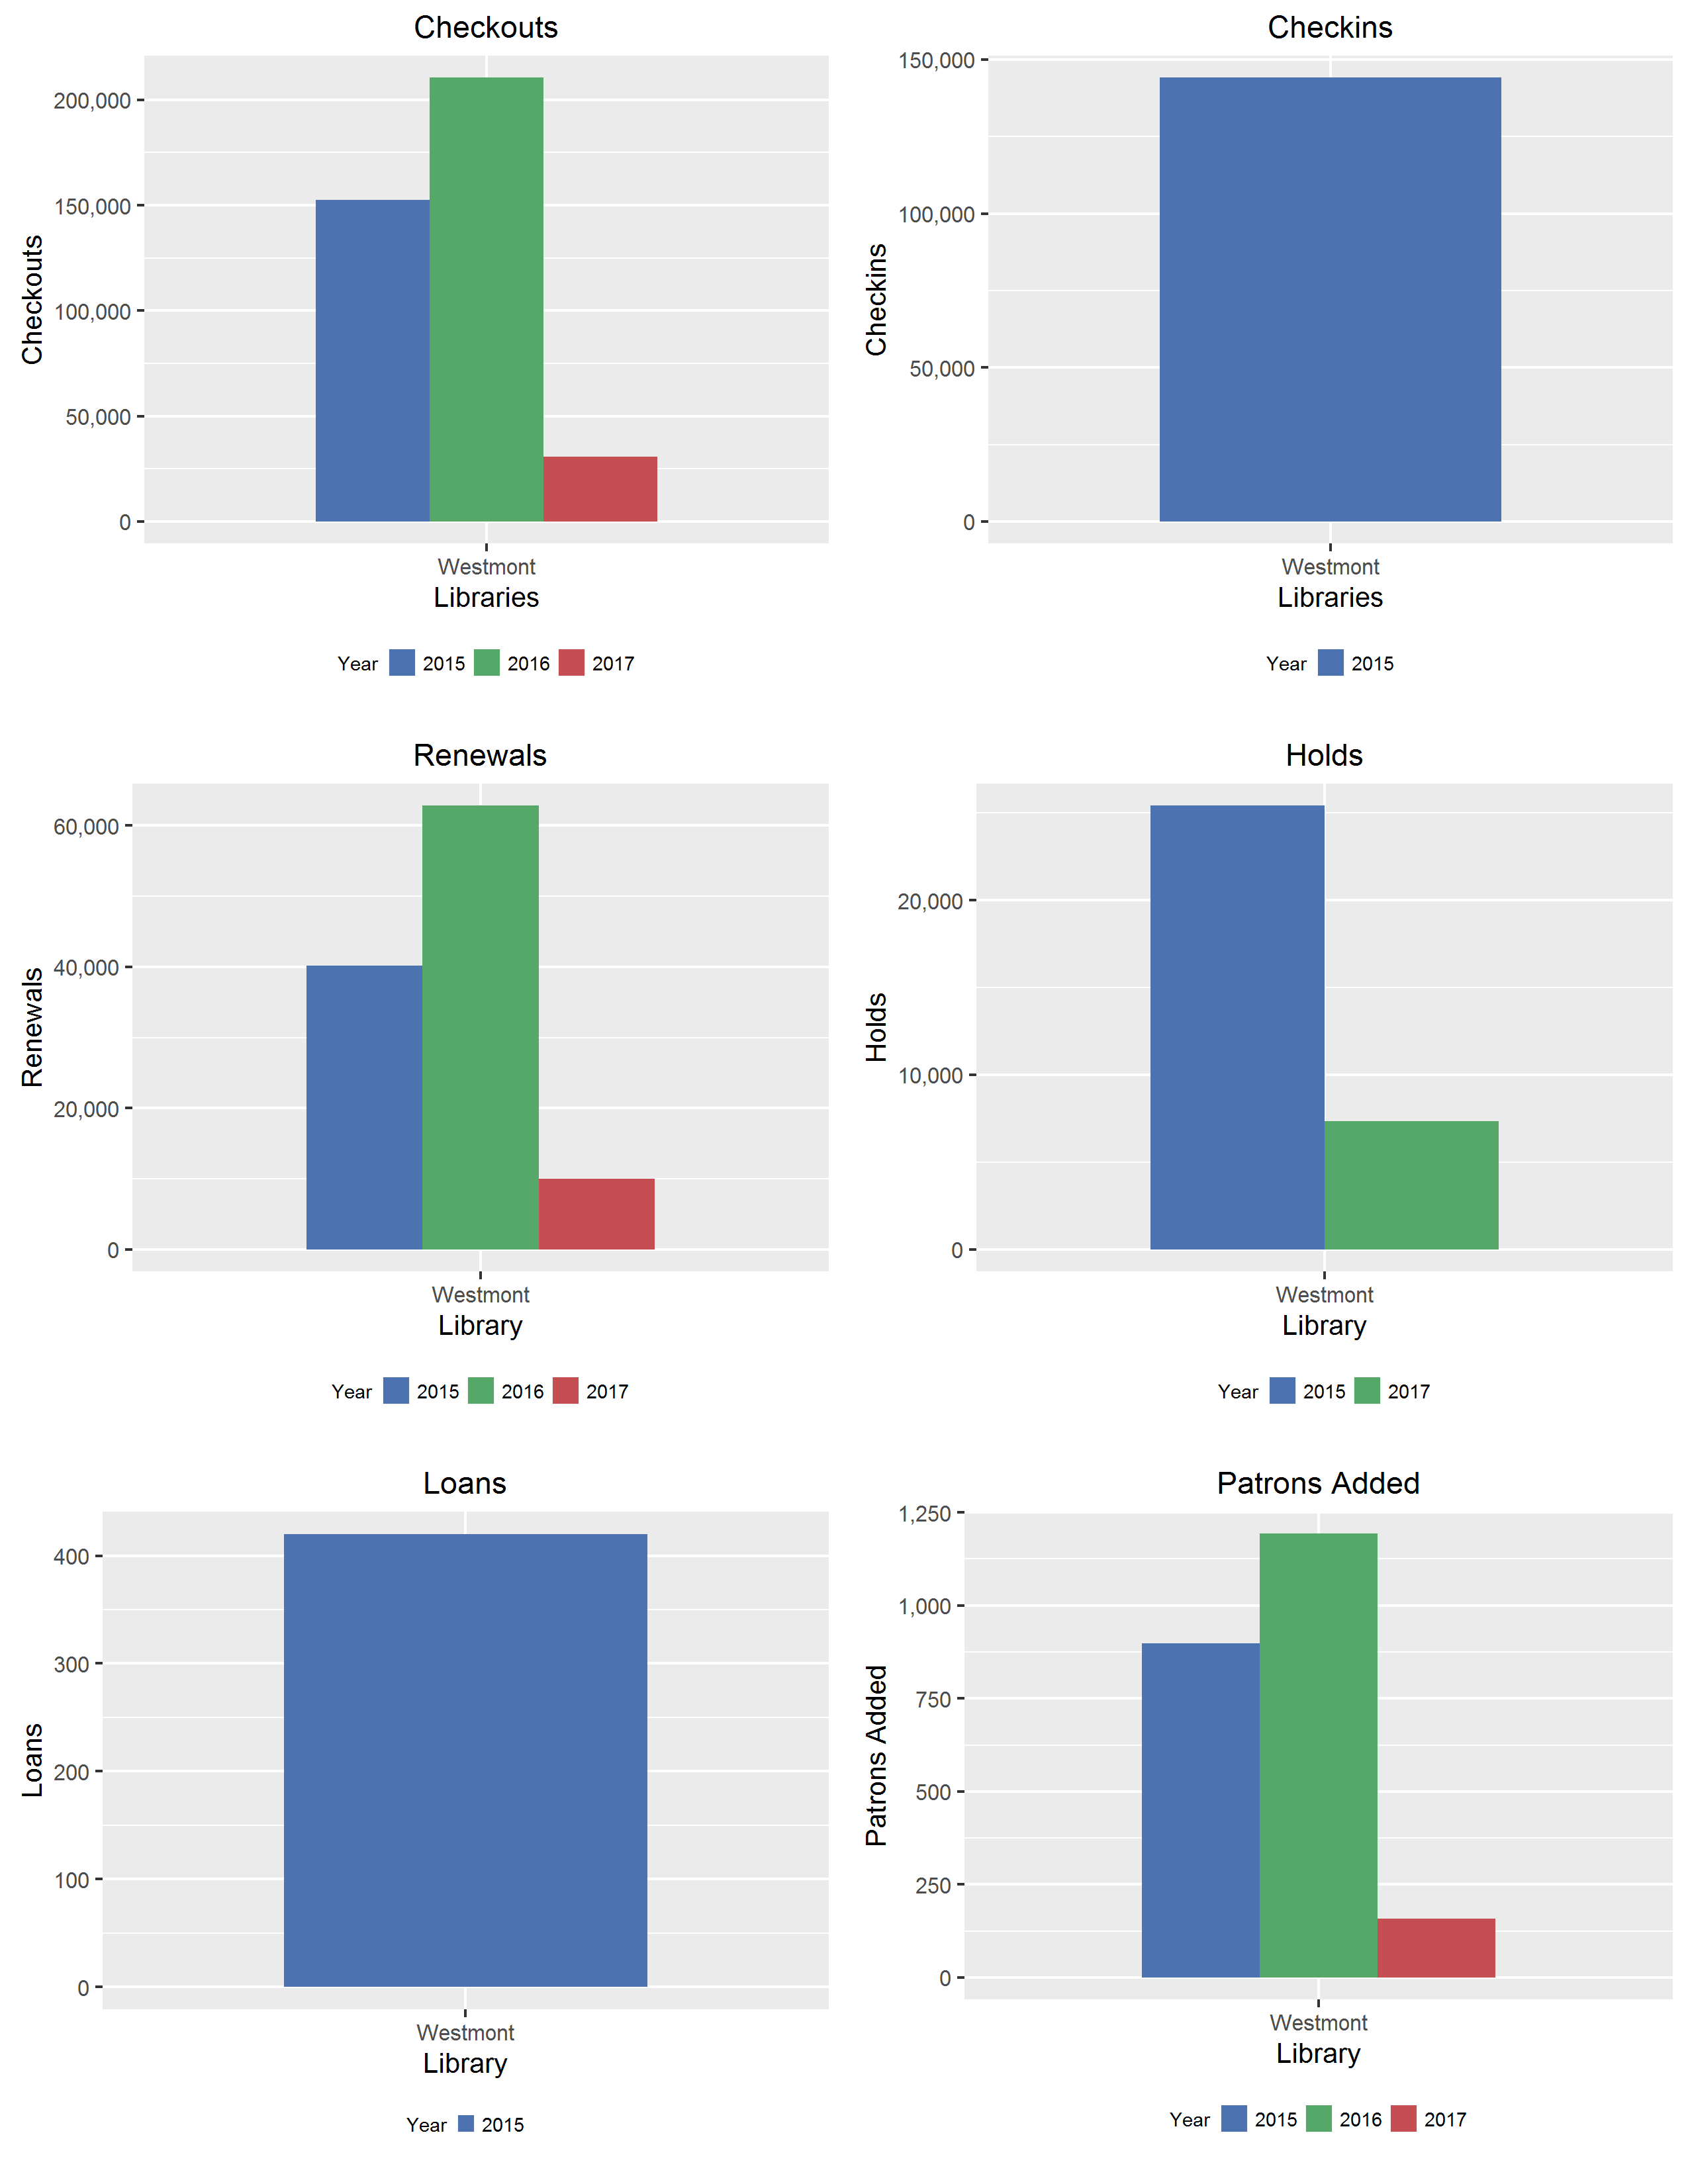 Checkouts
Checkouts
200,000
150,000
100,000
50,000
0
Westmont
Libraries
Year 2015 2016 2017
Checkins
Checkins
150,000
100,000
50,000
0
Westmont
Libraries
Year 2015
Renewals
Renewals
60,000
40,000
20,000
0
Westmont
Library
Year 2015 2016 2017
Holds
Holds
20,000
10,000
0
Westmont
Library
Year 2015 2017
Loans
Loans
400
300
200
100
0
Westmont
Library
Year 2015
Patrons Added
Patrons Added
1,250
1,000
750
500
250
0
Westmont
Library
Year 2015 2016 2017